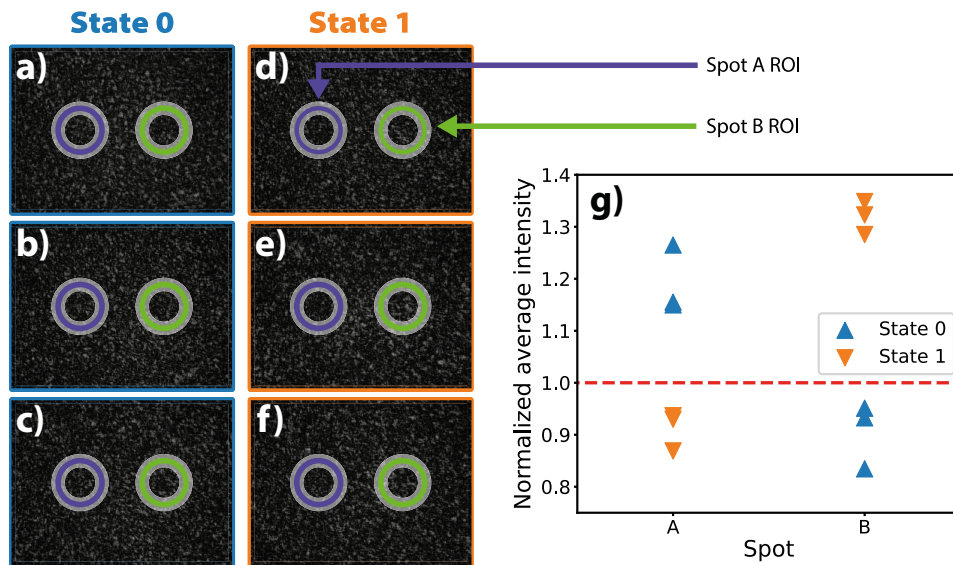 State 0
State 1
a)
d)
Spot A ROI
Spot B ROI
b)
e)
c)
f)
g)
Normalized average intensity
1.4
1.3
1.2
1.1
1.0
0.9
0.8
State 0
State 1
A
B
Spot